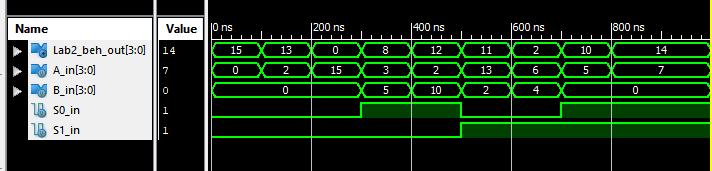 Name Value 0 ns 200 ns 400 ns 600 ns 800 ns
Lab2_beh_out[3:0] 14 15 13 0 8 12 11 2 10 14
A_in[3:0] 7 0 2 15 3 2 13 6 5 7
B_in[3:0] 0 0 5 10 2 4 0
S0_in 1
S1_in 1